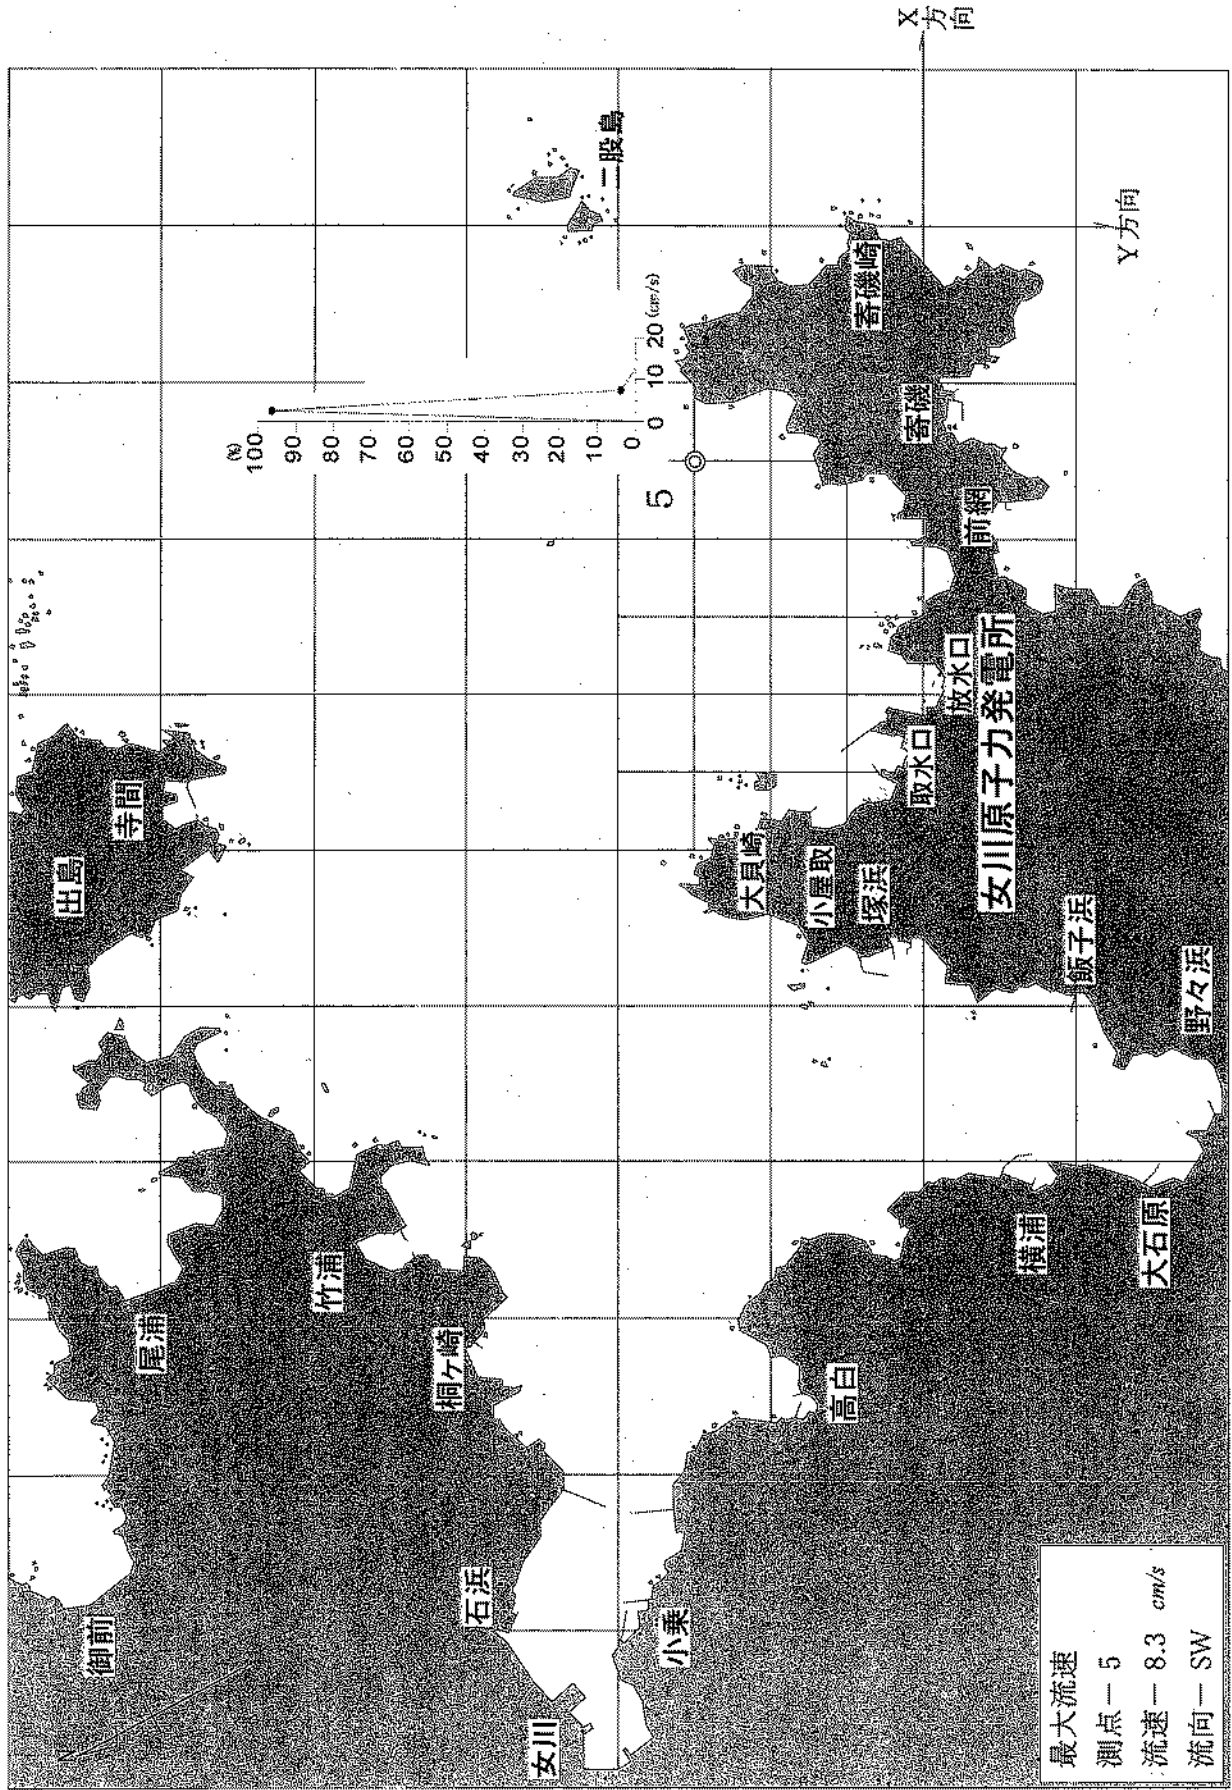 X方向
Y方向
二股島
(%)
100
90
80
70
60
50
40
30
20
10
0
0 10 20 (cm/s)
5
寄磯崎
寄磯
前網
放水口
取水口
女川原子力発電所
出島
寺間
大貝崎
小屋取
塚浜
飯子浜
野々浜
尾浦
竹浦
桐ヶ崎
横浦
大石原
高白
御前
石浜
小乗
女川
N
最大流速
測点－5
流速－8.3 cm/s
流向－SW